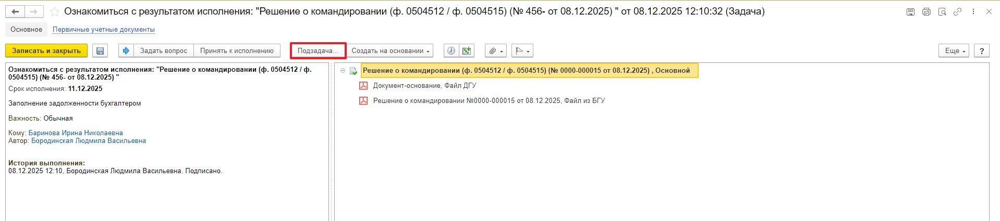 Ознакомиться с результатом исполнения: "Решение о командировании (ф. 0504512 / ф. 0504515) (№ 456- от 08.12.2025) " от 08.12.2025 12:10:32 (Задача)
Основное Первичные учетные документы
Записать и закрыть Задать вопрос Принять к исполнению Подзадача... Создать на основании Еще ?
Ознакомиться с результатом исполнения: "Решение о командировании (ф. 0504512 / ф.
0504515) (№ 456- от 08.12.2025) "
Срок исполнения: 11.12.2025
Заполнение задолженности бухгалтером
Важность: Обычная
Кому: Баринова Ирина Николаевна
Автор: Бородинская Людмила Васильевна
История выполнения:
08.12.2025 12:10, Бородинская Людмила Васильевна. Подписано.
Решение о командировании (ф. 0504512 / ф. 0504515) (№ 0000-000015 от 08.12.2025) , Основной
Документ-основание, Файл ДГУ
Решение о командировании №0000-000015 от 08.12.2025, Файл из БГУ